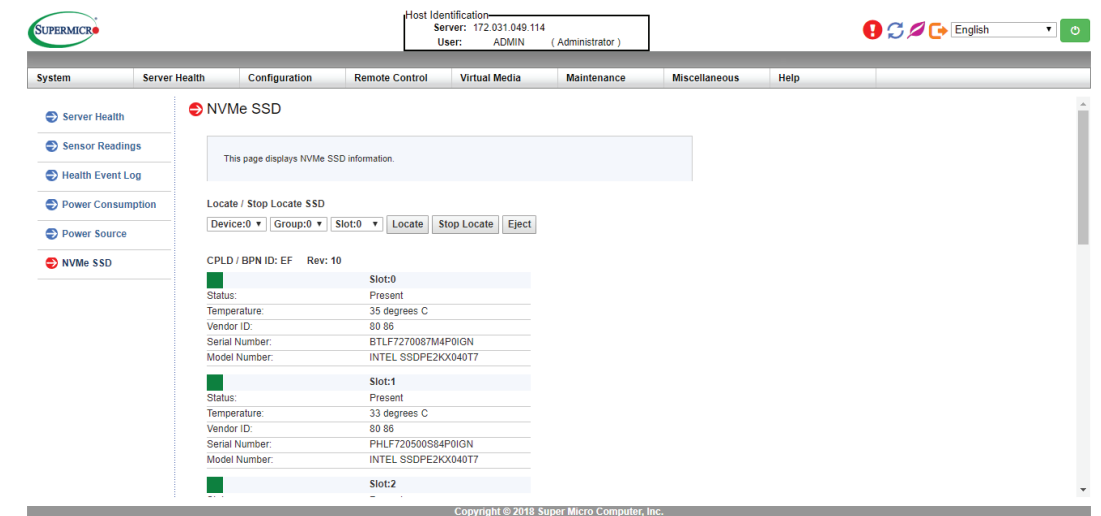 Host Identification
Server: 172.031.049.114
User: ADMIN ( Administrator )
SUPERMICRO
English
System Server Health Configuration Remote Control Virtual Media Maintenance Miscellaneous Help
Server Health
Sensor Readings
Health Event Log
Power Consumption
Power Source
NVMe SSD
NVMe SSD
This page displays NVMe SSD information.
Locate / Stop Locate SSD
Device:0 Group:0 Slot:0 Locate Stop Locate Eject
CPLD / BPN ID: EF Rev: 10
Slot:0
Status: Present
Temperature: 35 degrees C
Vendor ID: 80 86
Serial Number: BTLF7270087M4P0IGN
Model Number: INTEL SSDPE2KX040T7
Slot:1
Status: Present
Temperature: 33 degrees C
Vendor ID: 80 86
Serial Number: PHLF720500S84P0IGN
Model Number: INTEL SSDPE2KX040T7
Slot:2
Copyright © 2018 Super Micro Computer, Inc.